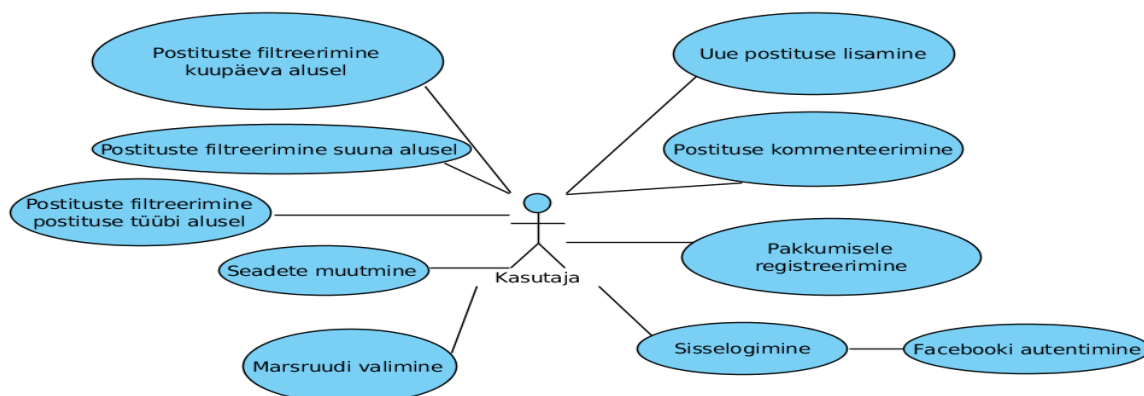 Postituste filtreerimine
kuupäeva alusel
Uue postituse lisamine
Postituste filtreerimine suuna alusel
Postituse kommenteerimine
Postituste filtreerimine
postituse tüübi alusel
Pakkumisele
registreerimine
Seadete muutmine
Kasutaja
Marsruudi valimine
Sisselogimine
Facebooki autentimine